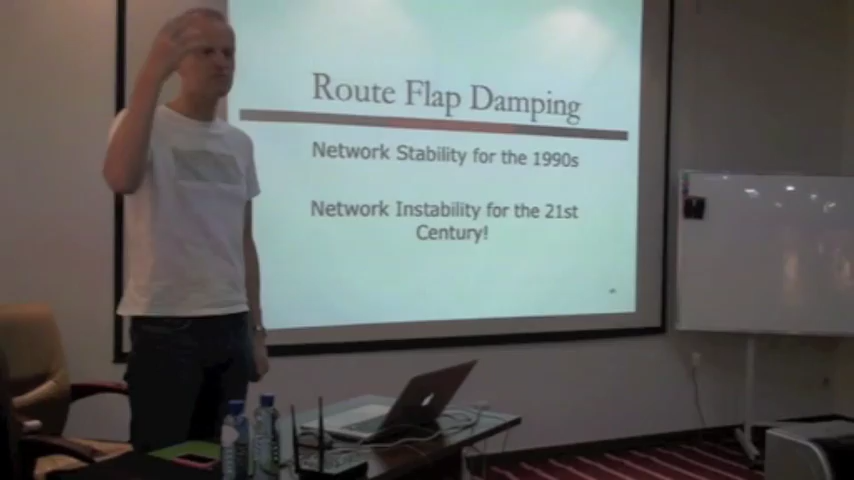 Route Flap Damping
Network Stability for the 1990s
Network Instability for the 21st
Century!